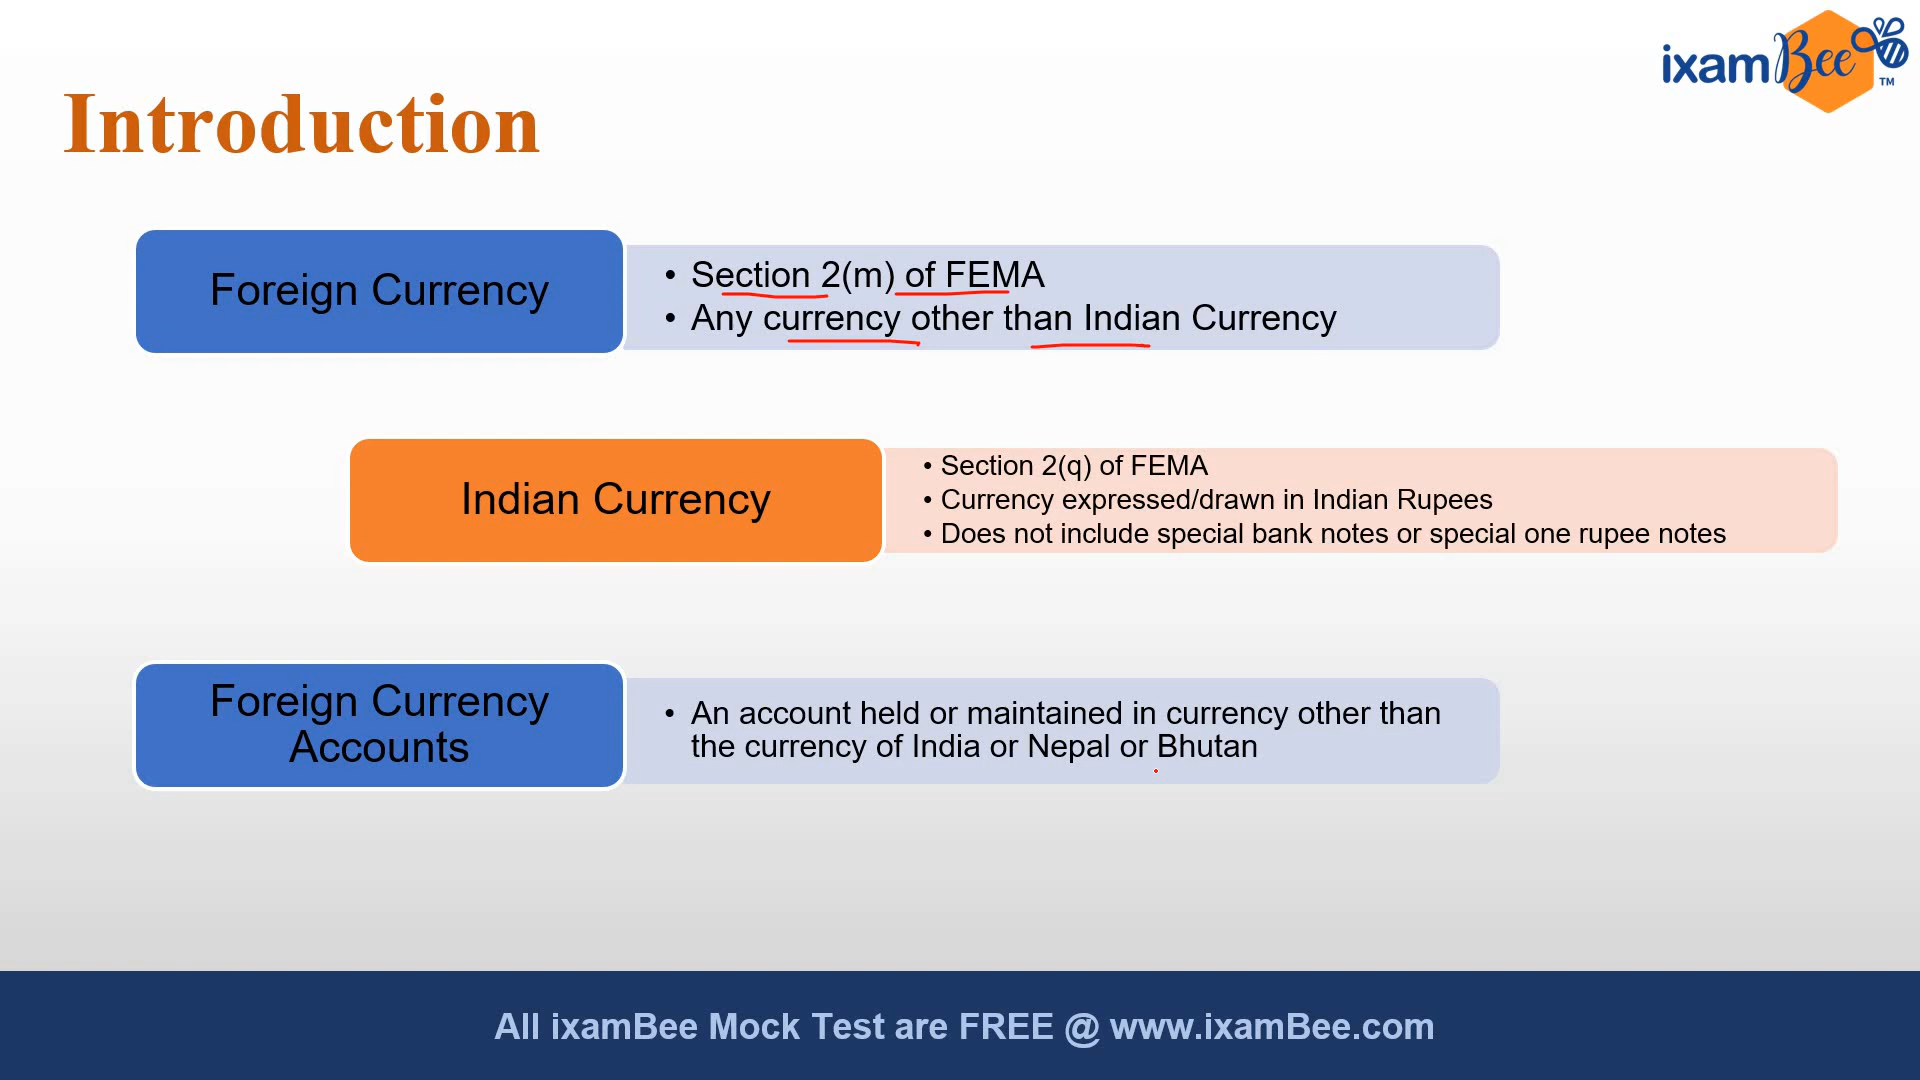 ixamBee
TM
Introduction
Foreign Currency
• Section 2(m) of FEMA
• Any currency other than Indian Currency
Indian Currency
• Section 2(q) of FEMA
• Currency expressed/drawn in Indian Rupees
• Does not include special bank notes or special one rupee notes
Foreign Currency
Accounts
• An account held or maintained in currency other than
the currency of India or Nepal or Bhutan
All ixamBee Mock Test are FREE @ www.ixamBee.com